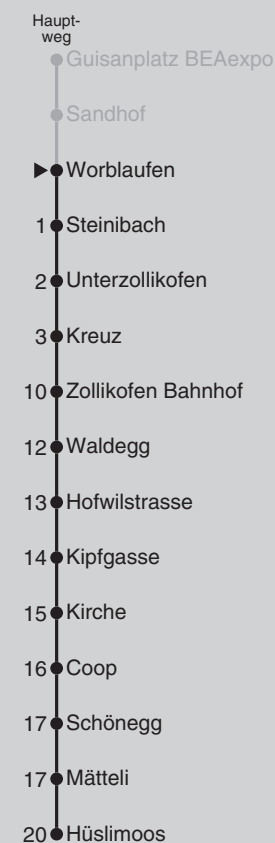 Haupt-
weg
Guisanplatz BEAexpo
Sandhof
Worblaufen
1 Steinibach
2 Unterzollikofen
3 Kreuz
10 Zollikofen Bahnhof
12 Waldegg
13 Hofwilstrasse
14 Kipfgasse
15 Kirche
16 Coop
17 Schönegg
17 Mätteli
20 Hüslimoos